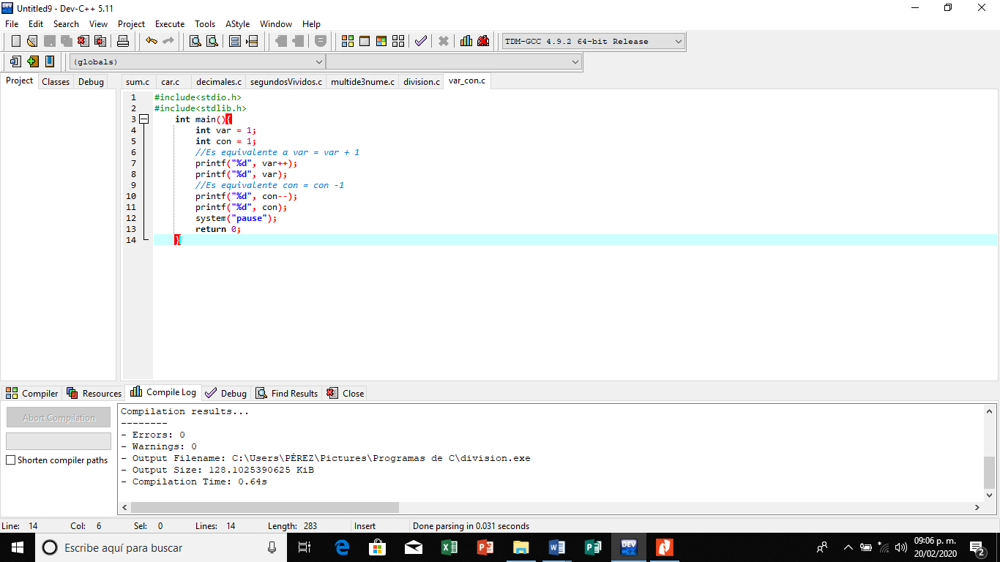 Untitled9 - Dev-C++ 5.11
File Edit Search View Project Execute Tools AStyle Window Help
TDM-GCC 4.9.2 64-bit Release
(globals)
Project Classes Debug
sum.c car.c decimales.c segundosVividos.c multide3nume.c division.c var_con.c
1 #include<stdio.h>
2 #include<stdlib.h>
3 int main(){
4 int var = 1;
5 int con = 1;
6 //Es equivalente a var = var + 1
7 printf("%d", var++);
8 printf("%d", var);
9 //Es equivalente con = con -1
10 printf("%d", con--);
11 printf("%d", con);
12 system("pause");
13 return 0;
14 }
Compiler Resources Compile Log Debug Find Results Close
Abort Compilation
Shorten compiler paths
Compilation results...
--------
- Errors: 0
- Warnings: 0
- Output Filename: C:\Users\PÉREZ\Pictures\Programas de C\division.exe
- Output Size: 128.1025390625 KiB
- Compilation Time: 0.64s
Line: 14 Col: 6 Sel: 0 Lines: 14 Length: 283 Insert Done parsing in 0.031 seconds
Escribe aquí para buscar
09:06 p. m.
20/02/2020
2